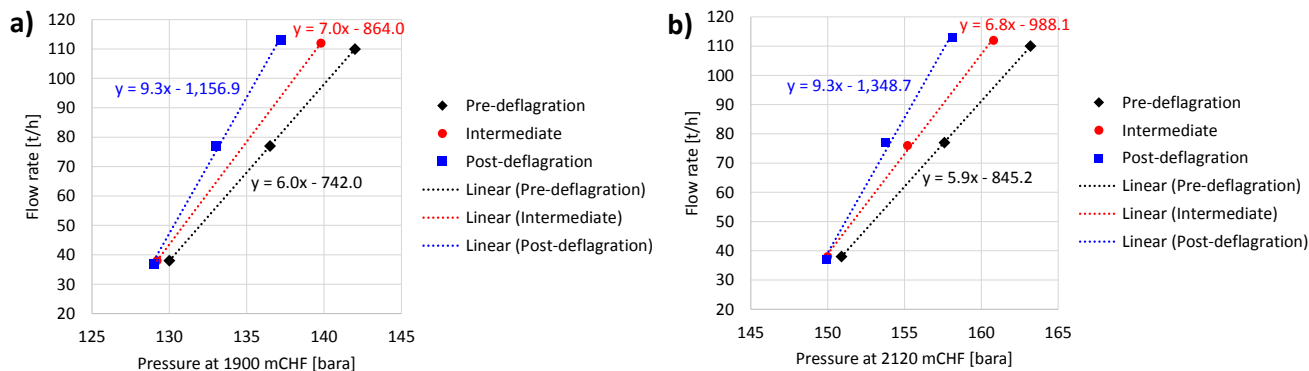 a)
y = 7.0x - 864.0
y = 9.3x - 1,156.9
y = 6.0x - 742.0
Flow rate [t/h]
120
110
100
90
80
70
60
50
40
30
20
125
130
135
140
145
Pressure at 1900 mCHF [bara]
Pre-deflagration
Intermediate
Post-deflagration
Linear (Pre-deflagration)
Linear (Intermediate)
Linear (Post-deflagration)
b)
y = 6.8x - 988.1
y = 9.3x - 1,348.7
y = 5.9x - 845.2
Flow rate [t/h]
120
110
100
90
80
70
60
50
40
30
20
145
150
155
160
165
Pressure at 2120 mCHF [bara]
Pre-deflagration
Intermediate
Post-deflagration
Linear (Pre-deflagration)
Linear (Intermediate)
Linear (Post-deflagration)